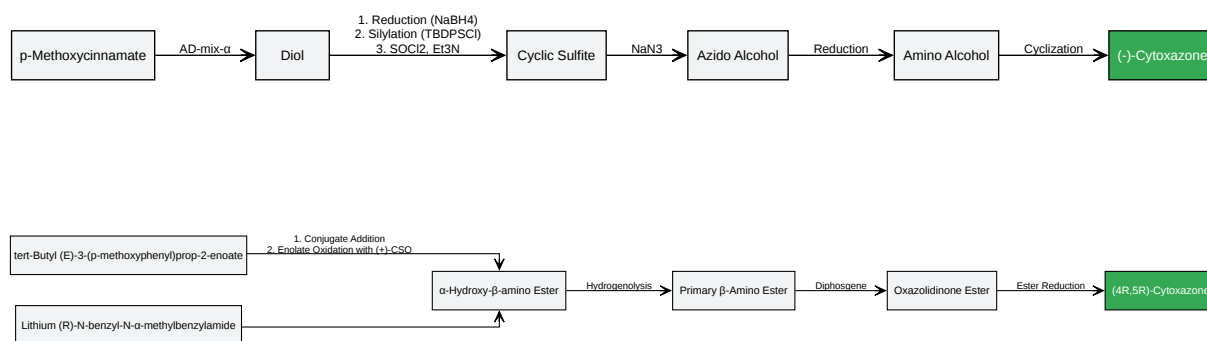 1. Reduction (NaBH4)
2. Silylation (TBDPSCl)
3. SOCl2, Et3N
p-Methoxycinnamate
AD-mix-α
Diol
Cyclic Sulfite
NaN3
Azido Alcohol
Reduction
Amino Alcohol
Cyclization
(-)-Cytoxazone
1. Conjugate Addition
2. Enolate Oxidation with (+)-CSO
tert-Butyl (E)-3-(p-methoxyphenyl)prop-2-enoate
α-Hydroxy-β-amino Ester
Hydrogenolysis
Primary β-Amino Ester
Diphosgene
Oxazolidinone Ester
Ester Reduction
(4R,5R)-Cytoxazone
Lithium (R)-N-benzyl-N-α-methylbenzylamide